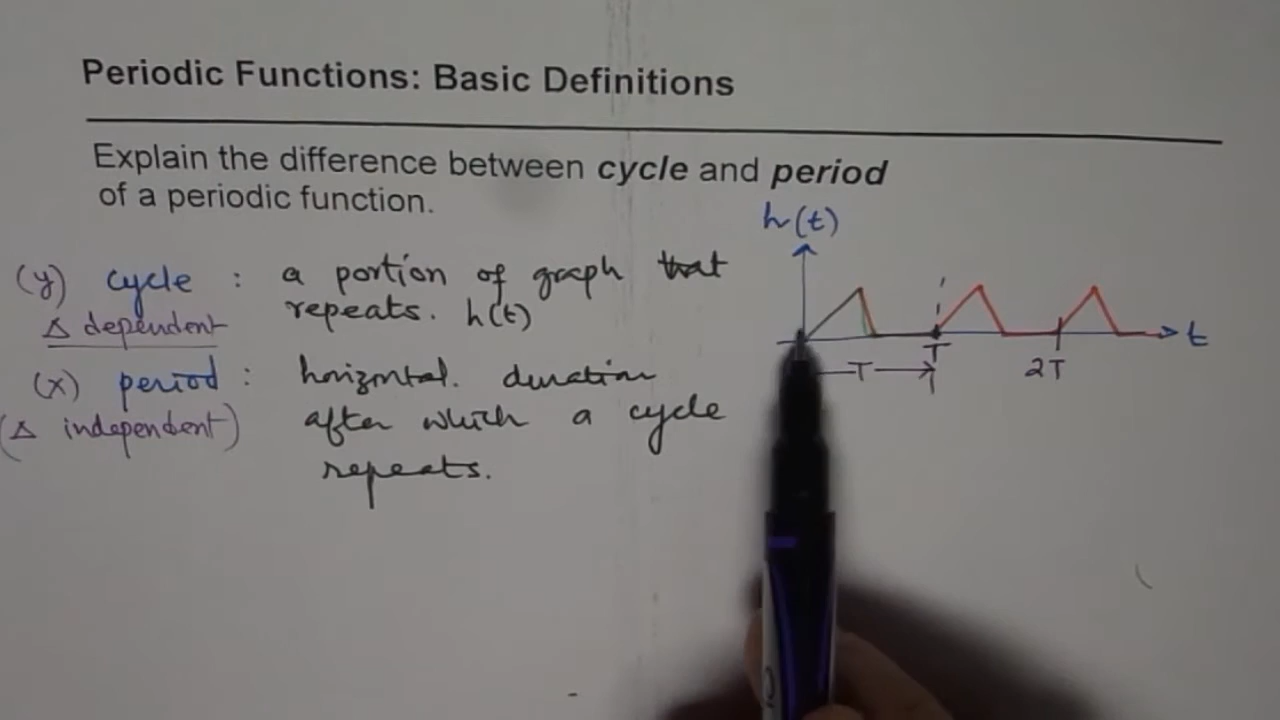 Periodic Functions: Basic Definitions
Explain the difference between cycle and period
of a periodic function.
h(t)
(y) cycle : a portion of graph that
repeats. h(t)
Δ dependent
(x) period : horizontal. duration
(Δ independent) after which a cycle
repeats.
t
T
T
2T